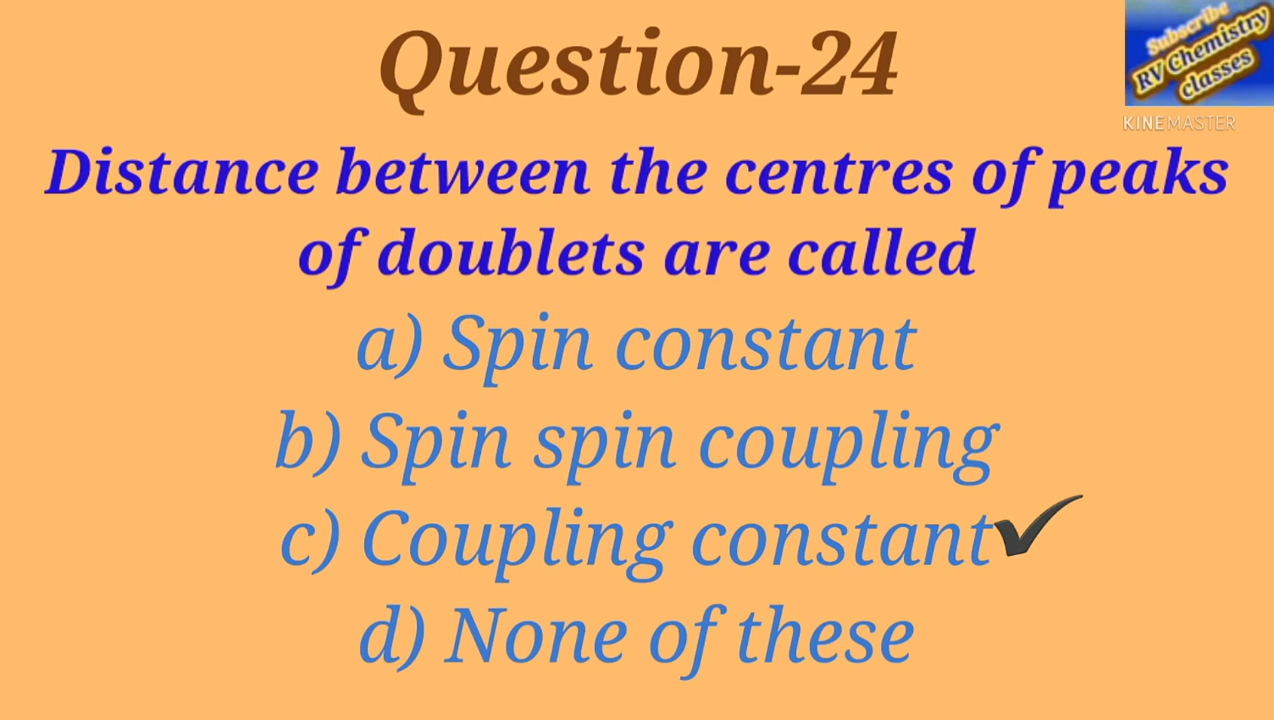 Question-24
Subscribe
RV Chemistry
classes
KINEMASTER
Distance between the centres of peaks
of doublets are called
a) Spin constant
b) Spin spin coupling
c) Coupling constant✔
d) None of these